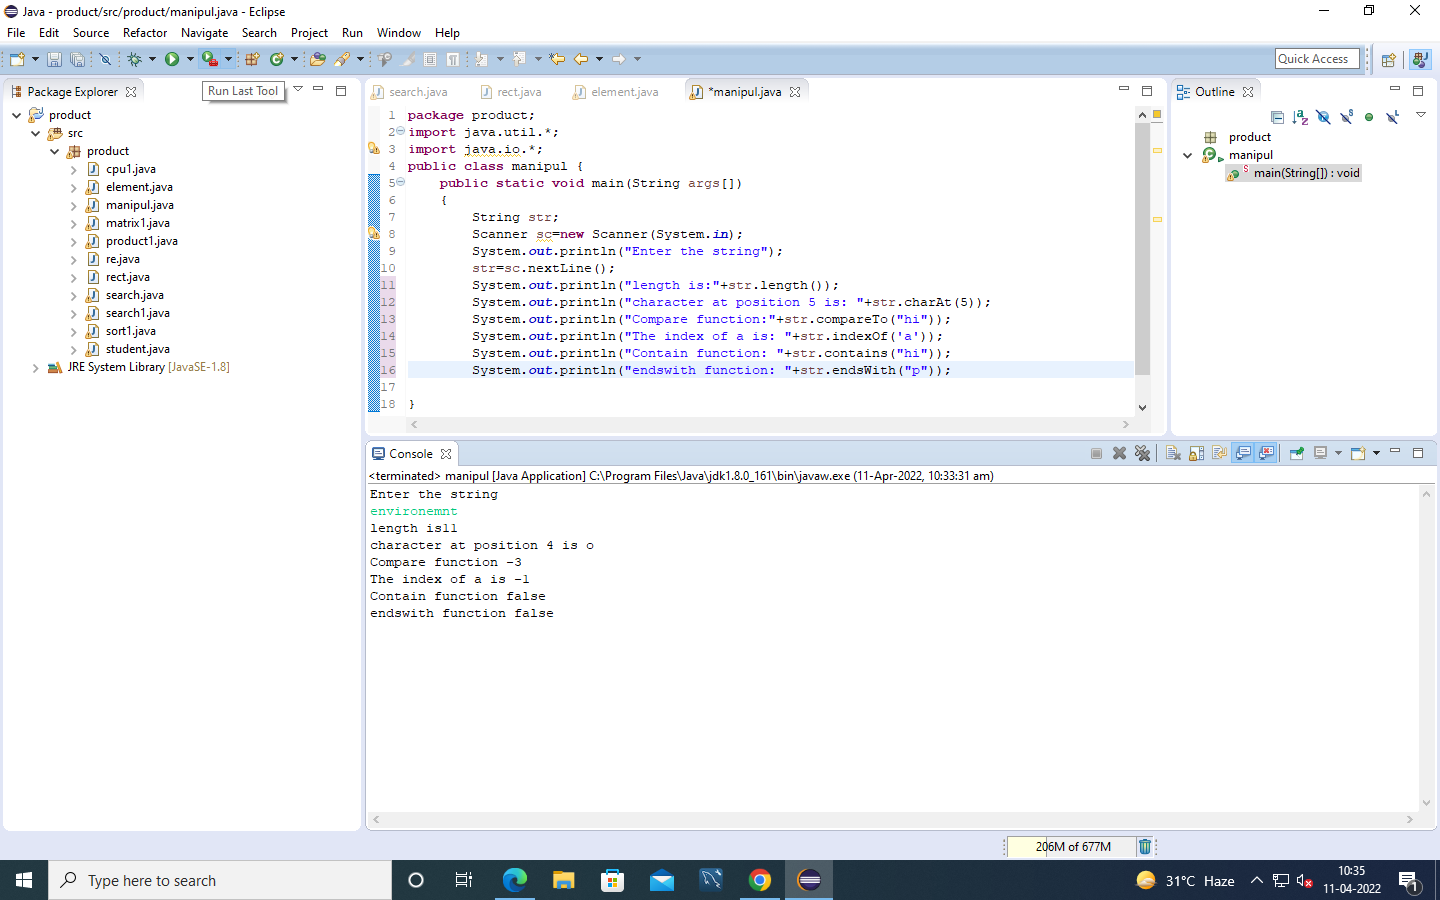 Java - product/src/product/manipul.java - Eclipse
File Edit Source Refactor Navigate Search Project Run Window Help
Quick Access
Package Explorer
Run Last Tool
product
src
product
cpu1.java
element.java
manipul.java
matrix1.java
product1.java
re.java
rect.java
search.java
search1.java
sort1.java
student.java
JRE System Library [JavaSE-1.8]
search.java rect.java element.java *manipul.java
1 package product;
2 import java.util.*;
3 import java.io.*;
4 public class manipul {
5 public static void main(String args[])
6 {
7 String str;
8 Scanner sc=new Scanner(System.in);
9 System.out.println("Enter the string");
10 str=sc.nextLine();
11 System.out.println("length is:"+str.length());
12 System.out.println("character at position 5 is: "+str.charAt(5));
13 System.out.println("Compare function:"+str.compareTo("hi"));
14 System.out.println("The index of a is: "+str.indexOf('a'));
15 System.out.println("Contain function: "+str.contains("hi"));
16 System.out.println("endswith function: "+str.endsWith("p"));
17
18 }
Outline
product
manipul
main(String[]) : void
Console
<terminated> manipul [Java Application] C:\Program Files\Java\jdk1.8.0_161\bin\javaw.exe (11-Apr-2022, 10:33:31 am)
Enter the string
environemnt
length is11
character at position 4 is o
Compare function -3
The index of a is -1
Contain function false
endswith function false
206M of 677M
Type here to search
31°C Haze
10:35
11-04-2022
1